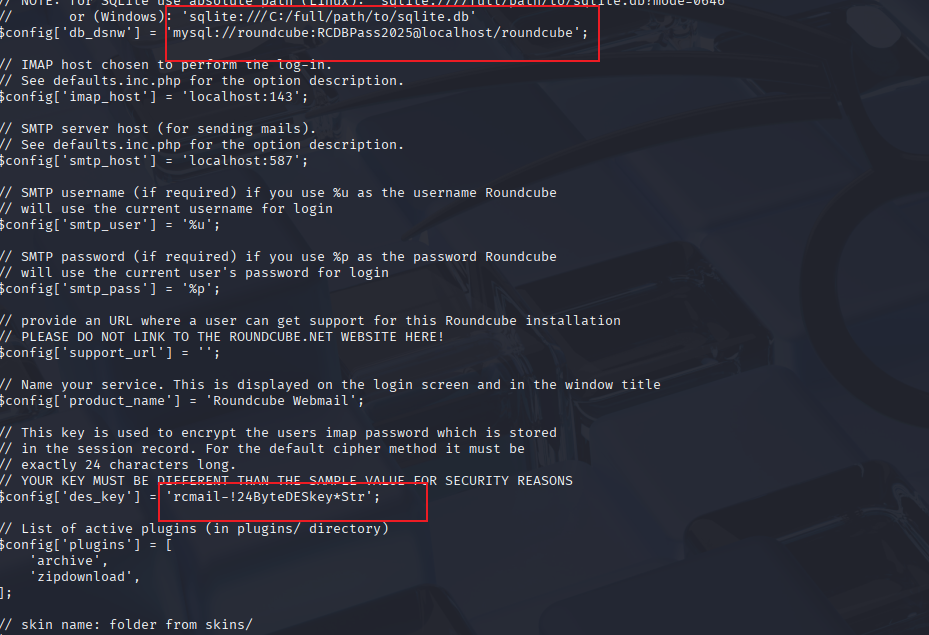 // NOTE: for SQLite use absolute path (Linux): 'sqlite:////full/path/to/sqlite.db?mode=0646'
//       or (Windows): 'sqlite:///C:/full/path/to/sqlite.db'
$config['db_dsnw'] = 'mysql://roundcube:RCDBPass2025@localhost/roundcube';
// IMAP host chosen to perform the log-in.
// See defaults.inc.php for the option description.
$config['imap_host'] = 'localhost:143';
// SMTP server host (for sending mails).
// See defaults.inc.php for the option description.
$config['smtp_host'] = 'localhost:587';
// SMTP username (if required) if you use %u as the username Roundcube
// will use the current username for login
$config['smtp_user'] = '%u';
// SMTP password (if required) if you use %p as the password Roundcube
// will use the current user's password for login
$config['smtp_pass'] = '%p';
// provide an URL where a user can get support for this Roundcube installation
// PLEASE DO NOT LINK TO THE ROUNDCUBE.NET WEBSITE HERE!
$config['support_url'] = '';
// Name your service. This is displayed on the login screen and in the window title
$config['product_name'] = 'Roundcube Webmail';
// This key is used to encrypt the users imap password which is stored
// in the session record. For the default cipher method it must be
// exactly 24 characters long.
// YOUR KEY MUST BE DIFFERENT THAN THE SAMPLE VALUE FOR SECURITY REASONS
$config['des_key'] = 'rcmail-!24ByteDESkey*Str';
// List of active plugins (in plugins/ directory)
$config['plugins'] = [
    'archive',
    'zipdownload',
];
// skin name: folder from skins/